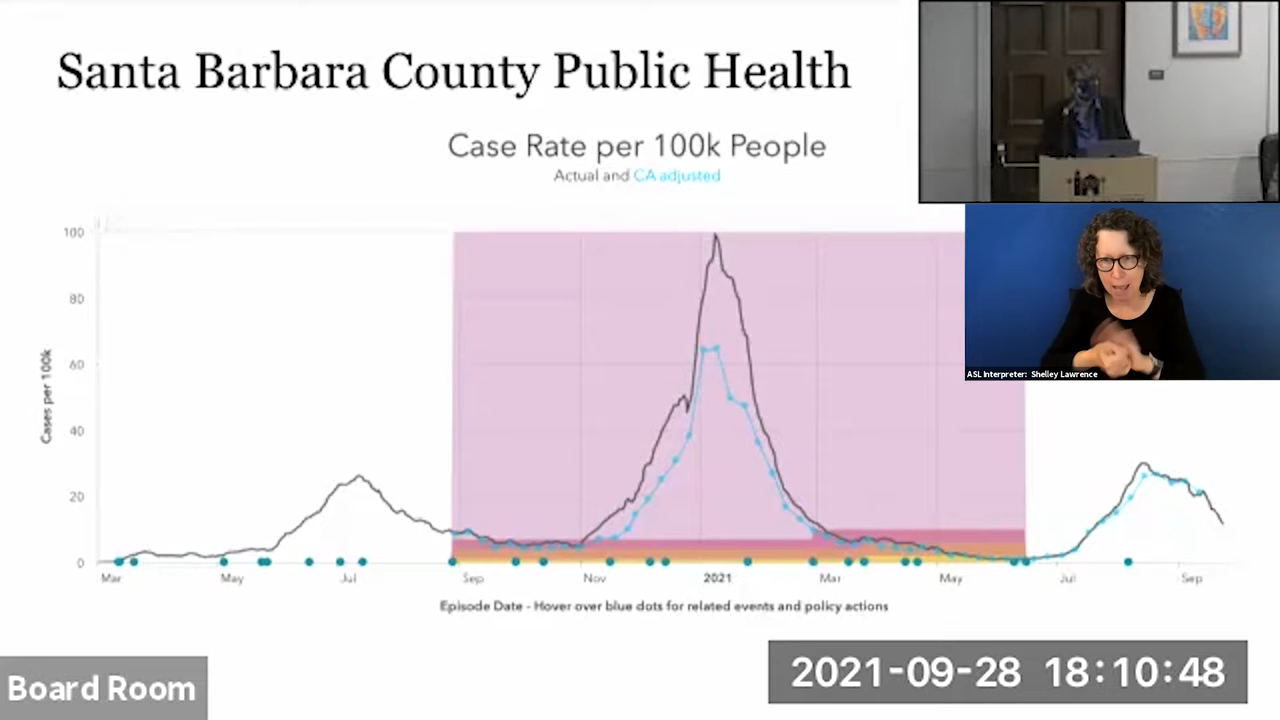 Santa Barbara County Public Health
Case Rate per 100k People
Actual and CA adjusted
Cases per 100k
100
80
60
40
20
0
Mar May Jul Sep Nov 2021 Mar May Jul Sep
Episode Date - Hover over blue dots for related events and policy actions
ASL Interpreter: Shelley Lawrence
Board Room
2021-09-28 18:10:48